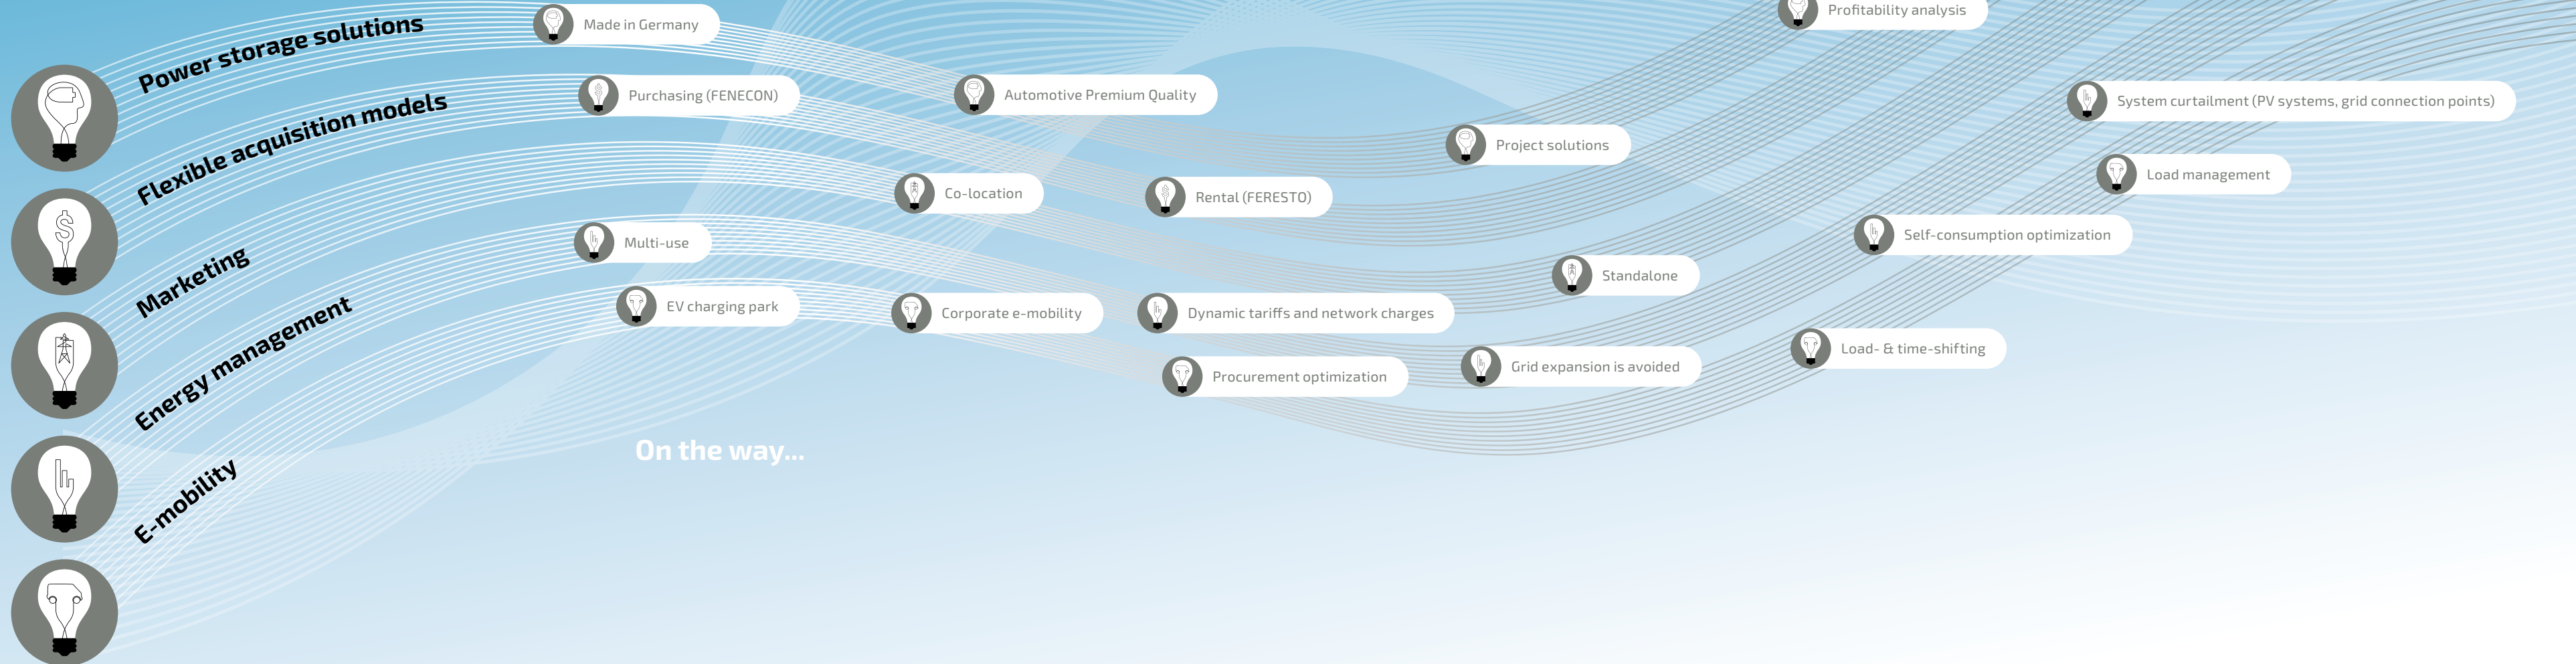 Power storage solutions
Made in Germany
Profitability analysis
Flexible acquisition models
Purchasing (FENECON)
Automotive Premium Quality
System curtailment (PV systems, grid connection points)
Project solutions
Load management
Co-location
Rental (FERESTO)
Marketing
Multi-use
Self-consumption optimization
Standalone
Energy management
EV charging park
Corporate e-mobility
Dynamic tariffs and network charges
Load- & time-shifting
Grid expansion is avoided
Procurement optimization
E-mobility
On the way...